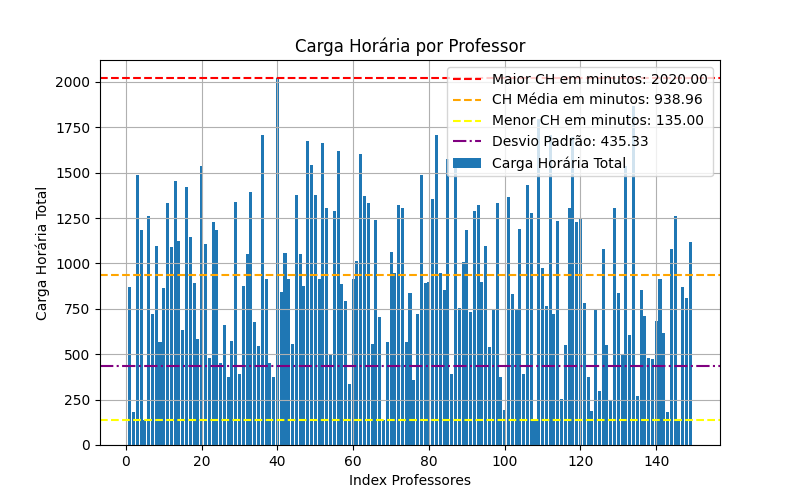 Carga Horária por Professor
Maior CH em minutos: 2020.00
CH Média em minutos: 938.96
Menor CH em minutos: 135.00
Desvio Padrão: 435.33
Carga Horária Total
Carga Horária Total
2000
1750
1500
1250
1000
750
500
250
0
0 20 40 60 80 100 120 140
Index Professores